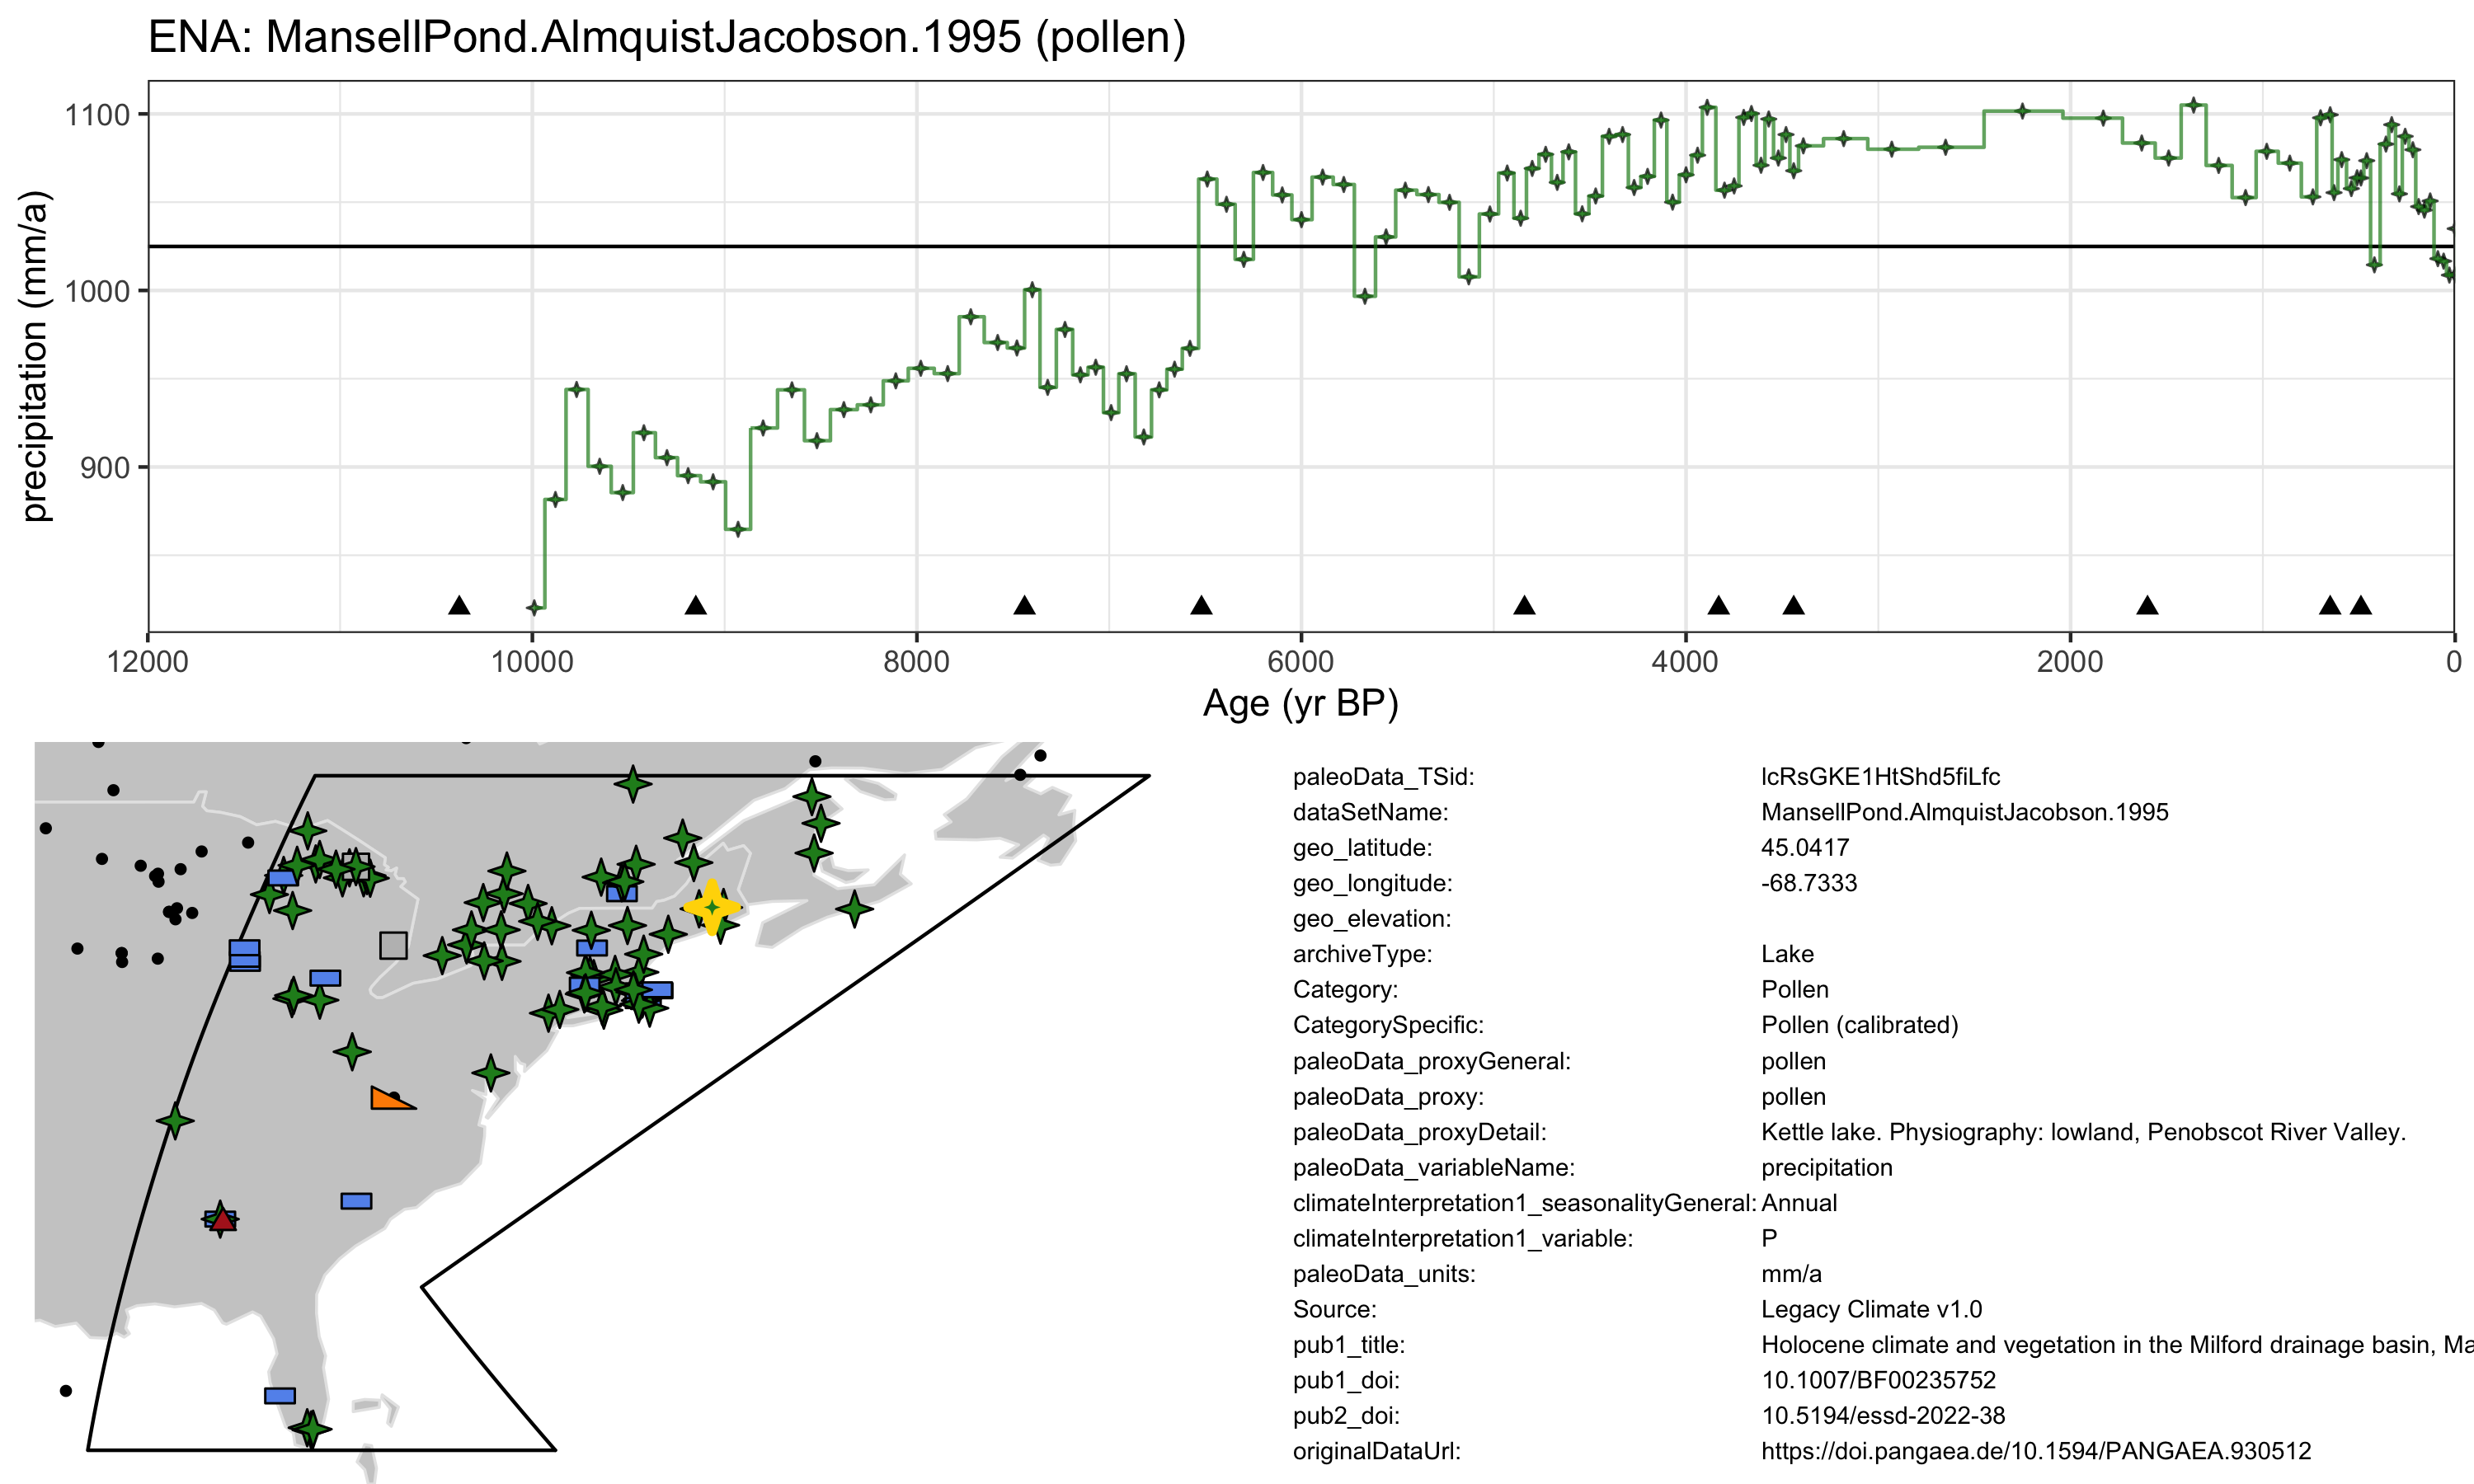 ENA: MansellPond.AlmquistJacobson.1995 (pollen)
precipitation (mm/a)
1100
1000
900
12000 10000 8000 6000 4000 2000 0
Age (yr BP)
paleoData_TSid: lcRsGKE1HtShd5fiLfc
dataSetName: MansellPond.AlmquistJacobson.1995
geo_latitude: 45.0417
geo_longitude: -68.7333
geo_elevation:
archiveType: Lake
Category: Pollen
CategorySpecific: Pollen (calibrated)
paleoData_proxyGeneral: pollen
paleoData_proxy: pollen
paleoData_proxyDetail: Kettle lake. Physiography: lowland, Penobscot River Valley.
paleoData_variableName: precipitation
climateInterpretation1_seasonalityGeneral: Annual
climateInterpretation1_variable: P
paleoData_units: mm/a
Source: Legacy Climate v1.0
pub1_title: Holocene climate and vegetation in the Milford drainage basin, Ma
pub1_doi: 10.1007/BF00235752
pub2_doi: 10.5194/essd-2022-38
originalDataUrl: https://doi.pangaea.de/10.1594/PANGAEA.930512